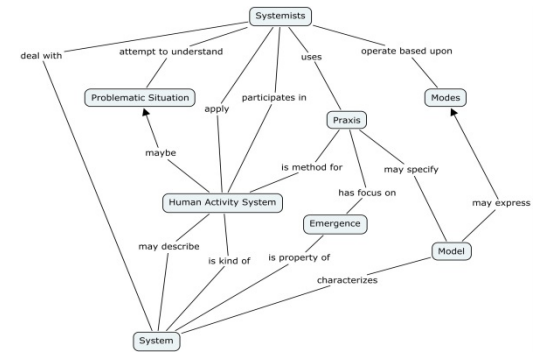 Systemists
deal with
attempt to understand
uses
operate based upon
Problematic Situation
apply
participates in
Praxis
Modes
maybe
is method for
may specify
has focus on
Human Activity System
may express
Emergence
may describe
is kind of
is property of
Model
characterizes
System